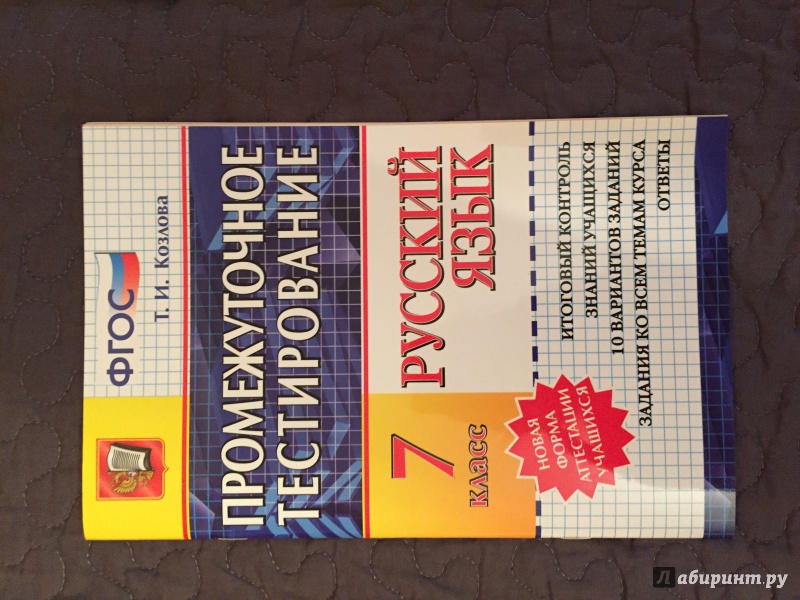 ФГОС
Т. И. Козлова
ПРОМЕЖУТОЧНОЕ
ТЕСТИРОВАНИЕ
РУССКИЙ
ЯЗЫК
7
класс
ИТОГОВЫЙ КОНТРОЛЬ
ЗНАНИЙ УЧАЩИХСЯ
10 ВАРИАНТОВ ЗАДАНИЙ
ЗАДАНИЯ КО ВСЕМ ТЕМАМ КУРСА
ОТВЕТЫ
НОВАЯ
ФОРМА
АТТЕСТАЦИИ
УЧАЩИХСЯ
Лабиринт.ру